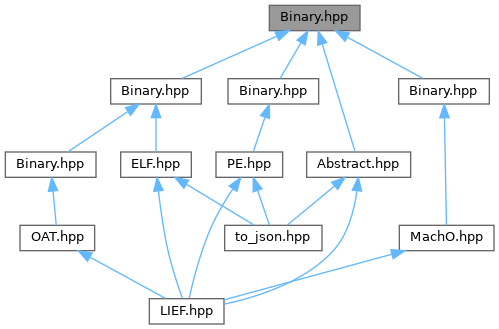 Binary.hpp
Binary.hpp
Binary.hpp
Binary.hpp
Binary.hpp
ELF.hpp
PE.hpp
Abstract.hpp
OAT.hpp
to_json.hpp
MachO.hpp
LIEF.hpp